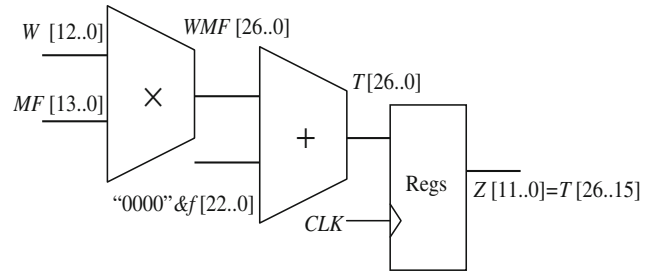 W [12..0]
WMF [26..0]
MF [13..0]
×
T [26..0]
+
"0000"&f [22..0]
Regs
Z [11..0]=T [26..15]
CLK